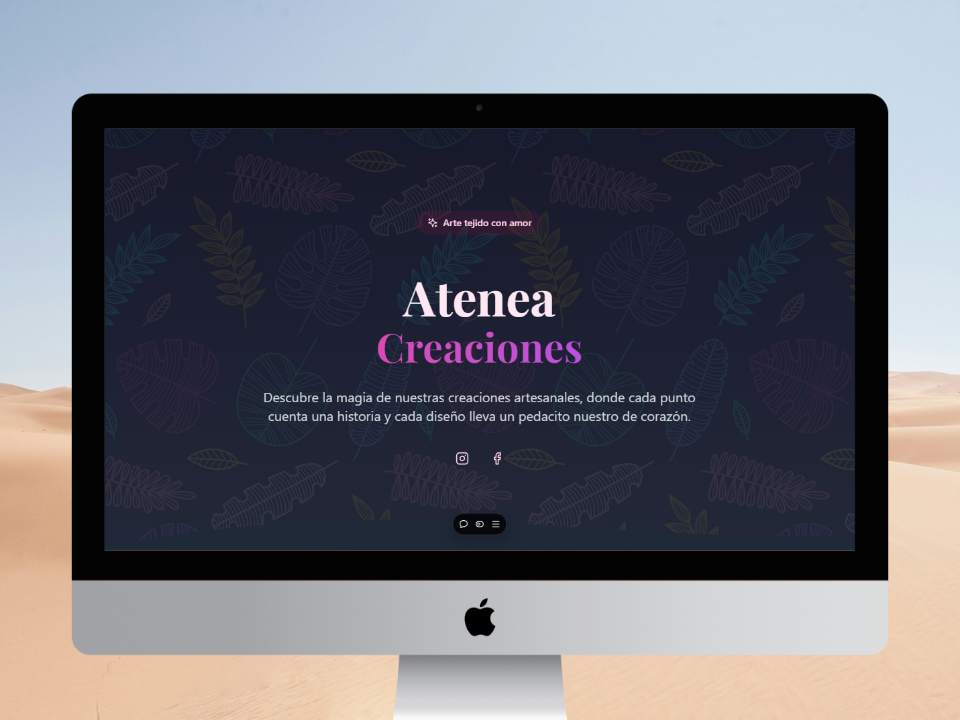 Arte tejido con amor
Atenea
Creaciones
Descubre la magia de nuestras creaciones artesanales, donde cada punto
cuenta una historia y cada diseño lleva un pedacito nuestro de corazón.